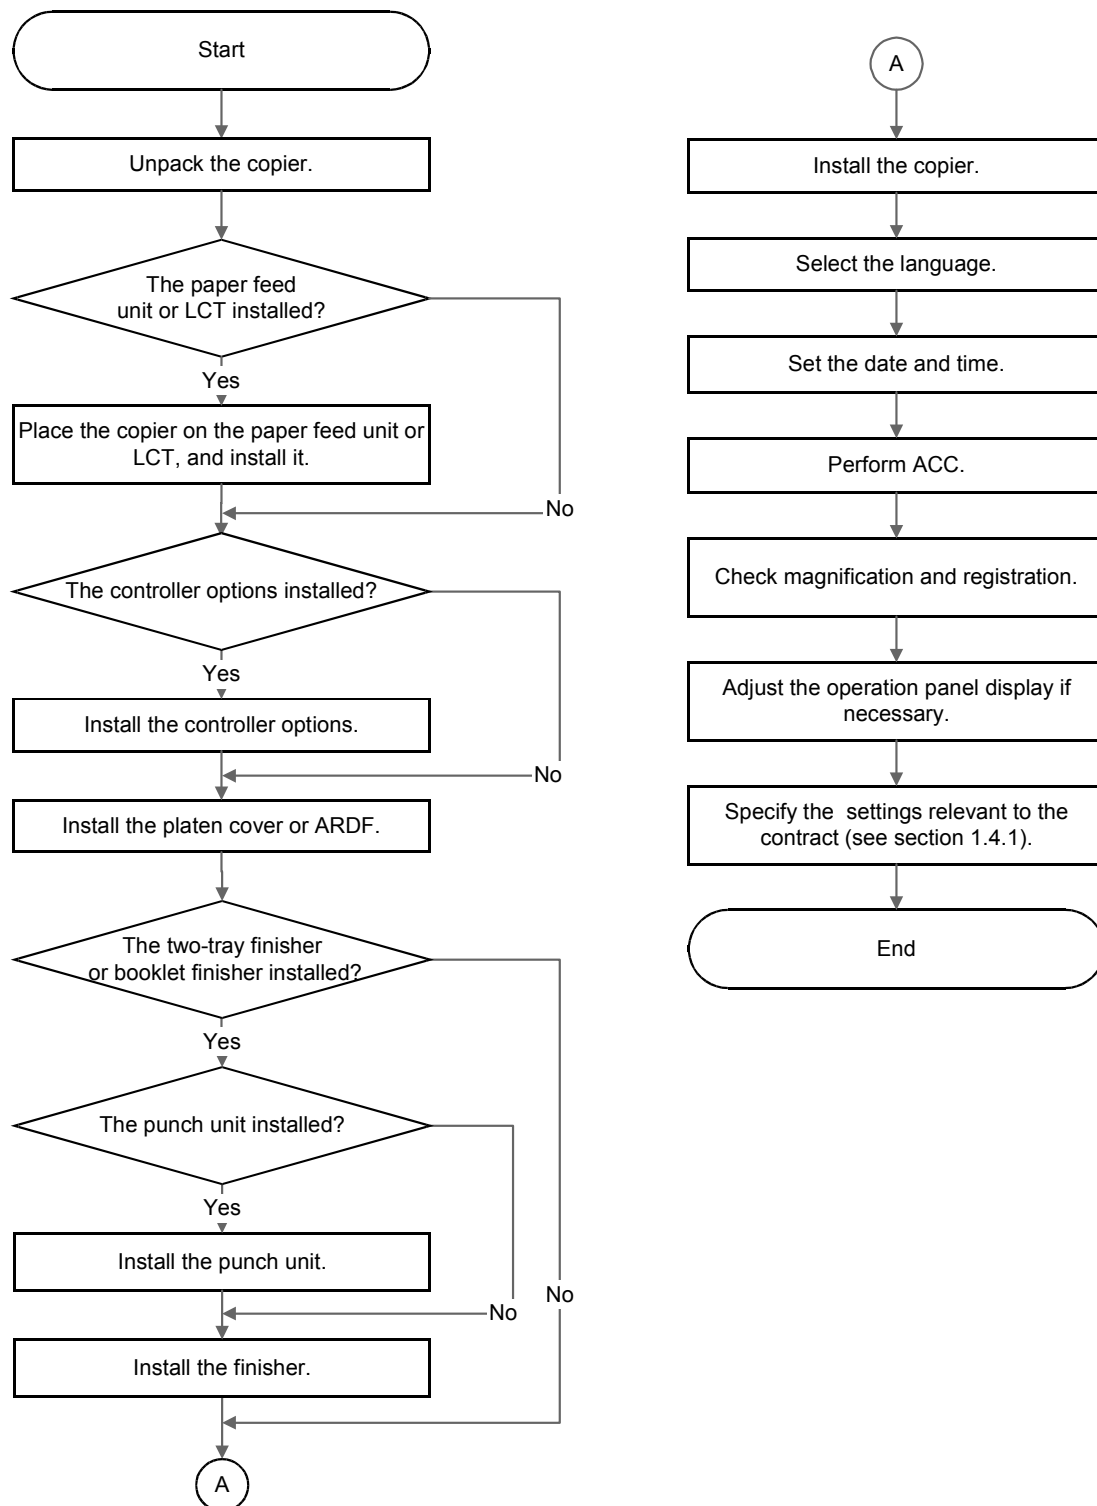 Start
Unpack the copier.
The paper feed
unit or LCT installed?
Yes
Place the copier on the paper feed unit or
LCT, and install it.
No
The controller options installed?
Yes
Install the controller options.
No
Install the platen cover or ARDF.
The two-tray finisher
or booklet finisher installed?
Yes
The punch unit installed?
Yes
Install the punch unit.
No
No
Install the finisher.
A
A
Install the copier.
Select the language.
Set the date and time.
Perform ACC.
Check magnification and registration.
Adjust the operation panel display if
necessary.
Specify the  settings relevant to the
contract (see section 1.4.1).
End